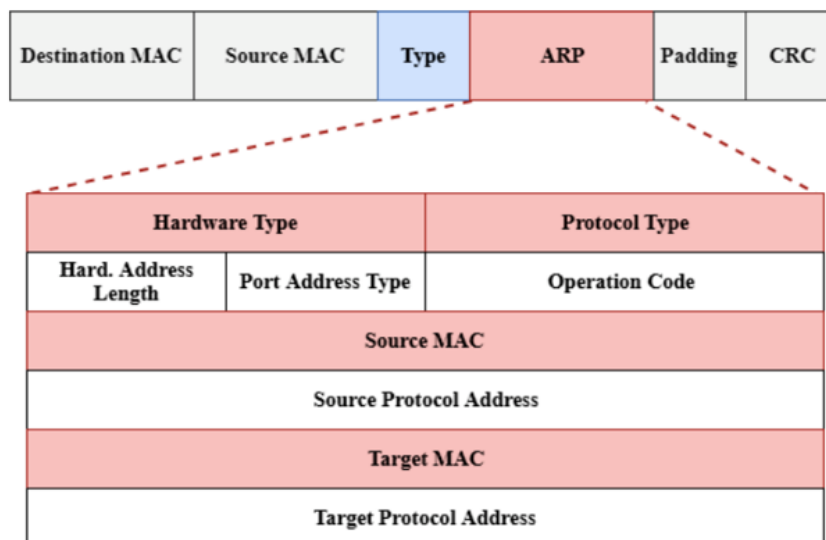 Destination MAC Source MAC Type ARP Padding CRC
Hardware Type Protocol Type
Hard. Address
Length
Port Address Type Operation Code
Source MAC
Source Protocol Address
Target MAC
Target Protocol Address